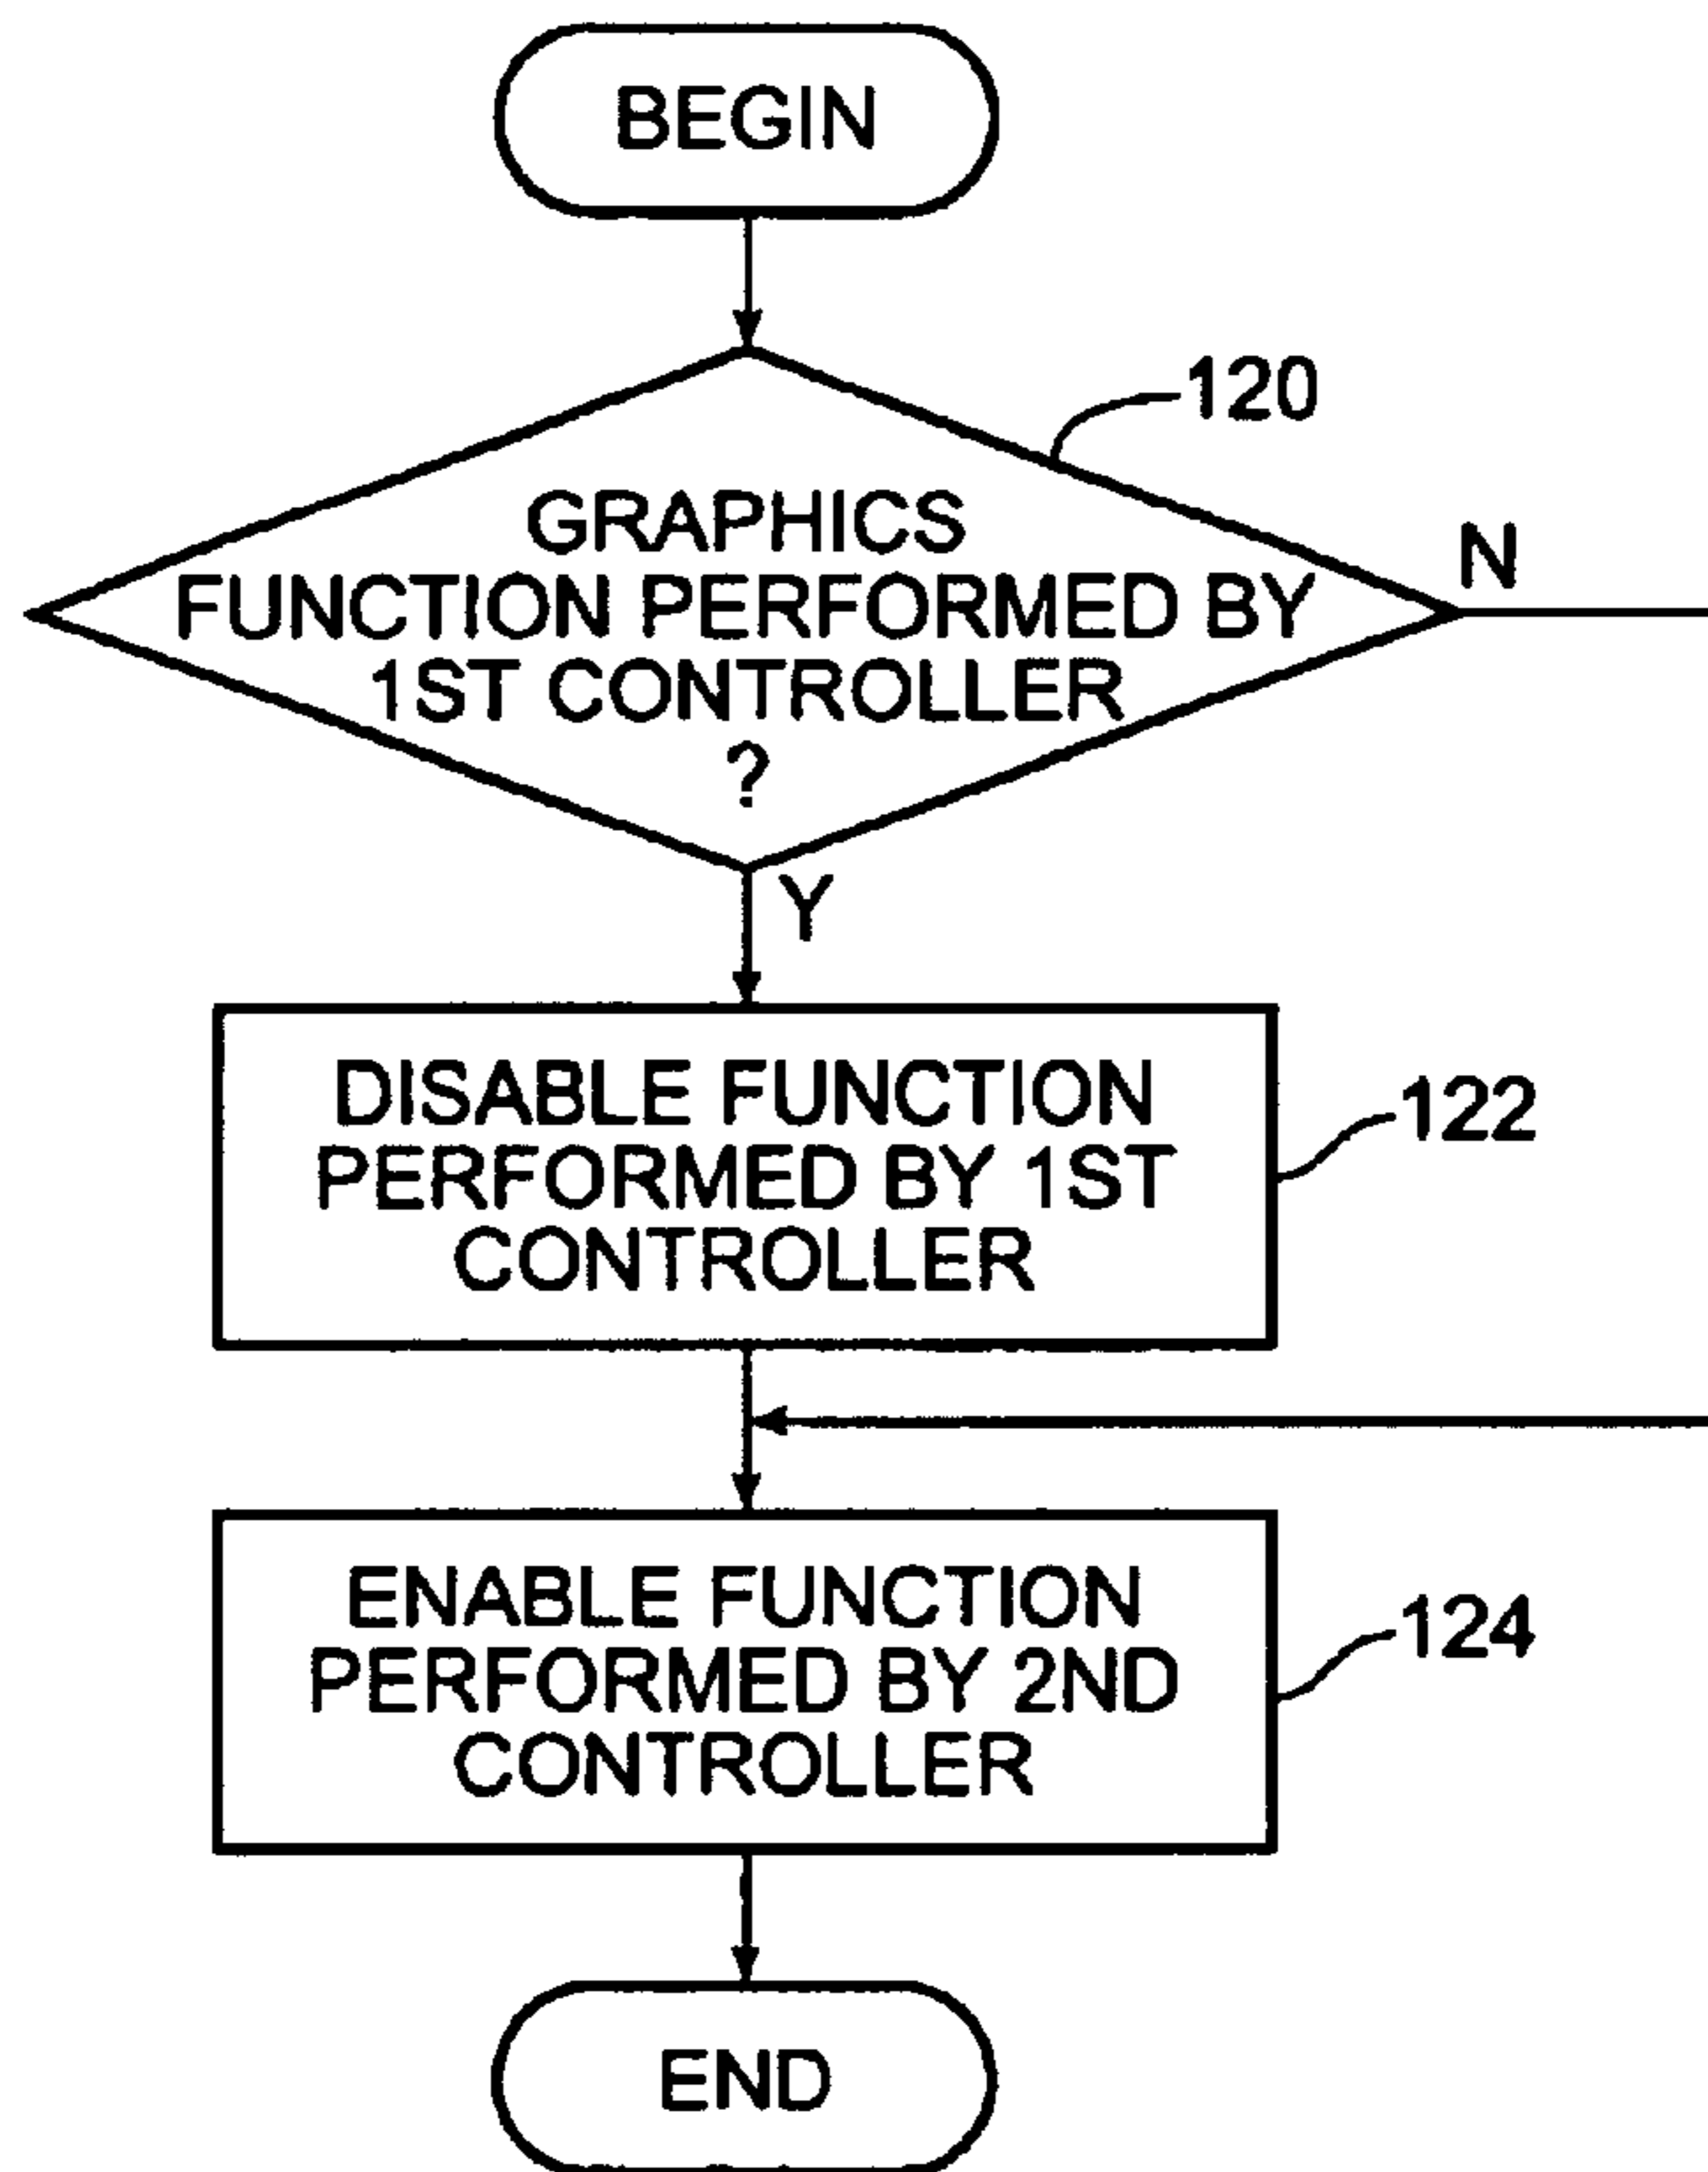 BEGIN
120
GRAPHICS
FUNCTION PERFORMED BY
1ST CONTROLLER
?
N
Y
DISABLE FUNCTION
PERFORMED BY 1ST
CONTROLLER
122
ENABLE FUNCTION
PERFORMED BY 2ND
CONTROLLER
124
END